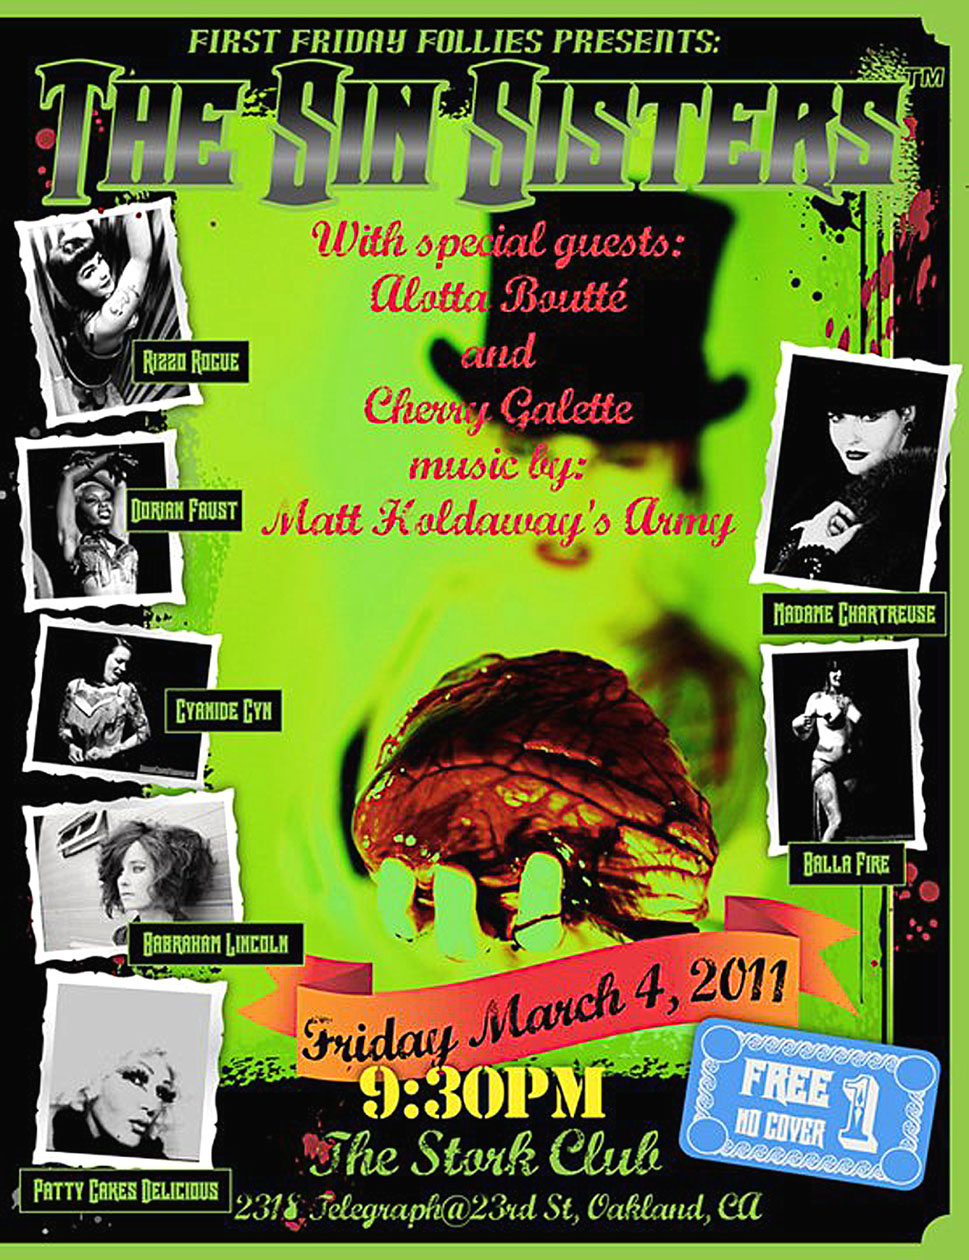 FIRST FRIDAY FOLLIES PRESENTS:
THE SIN SISTERS™
With special guests:
Alotta Boutté
and
Cherry Galette
music by:
Matt Holdaway's Army
RIZZO ROGUE
DORIAN FAUST
CYANIDE CYN
BABRAHAM LINCOLN
PATTY CAKES DELICIOUS
MADAME CHARTREUSE
BALLA FIRE
Friday March 4, 2011
9:30PM
The Stork Club
2318 Telegraph@23rd St, Oakland, CA
FREE
NO COVER
1